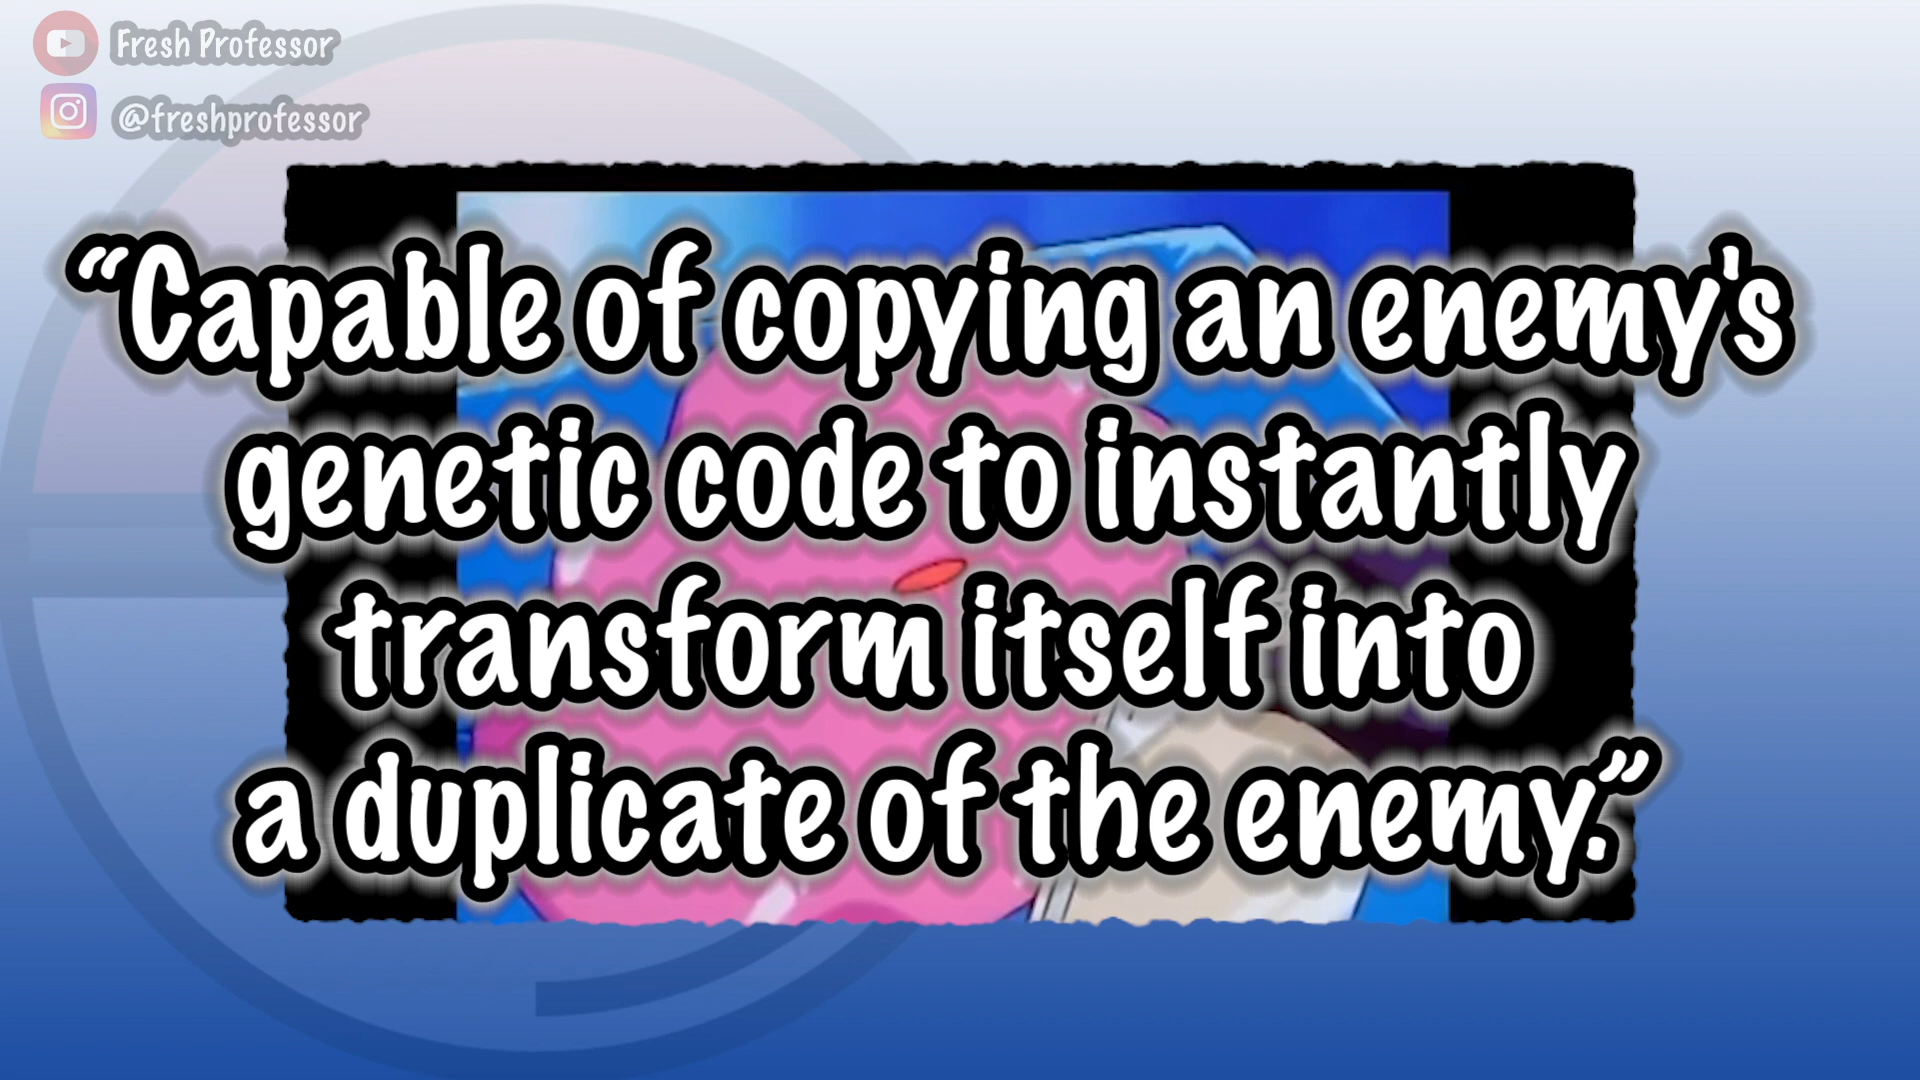 Fresh Professor
@freshprofessor
“Capable of copying an enemy's
genetic code to instantly
transform itself into
a duplicate of the enemy.”